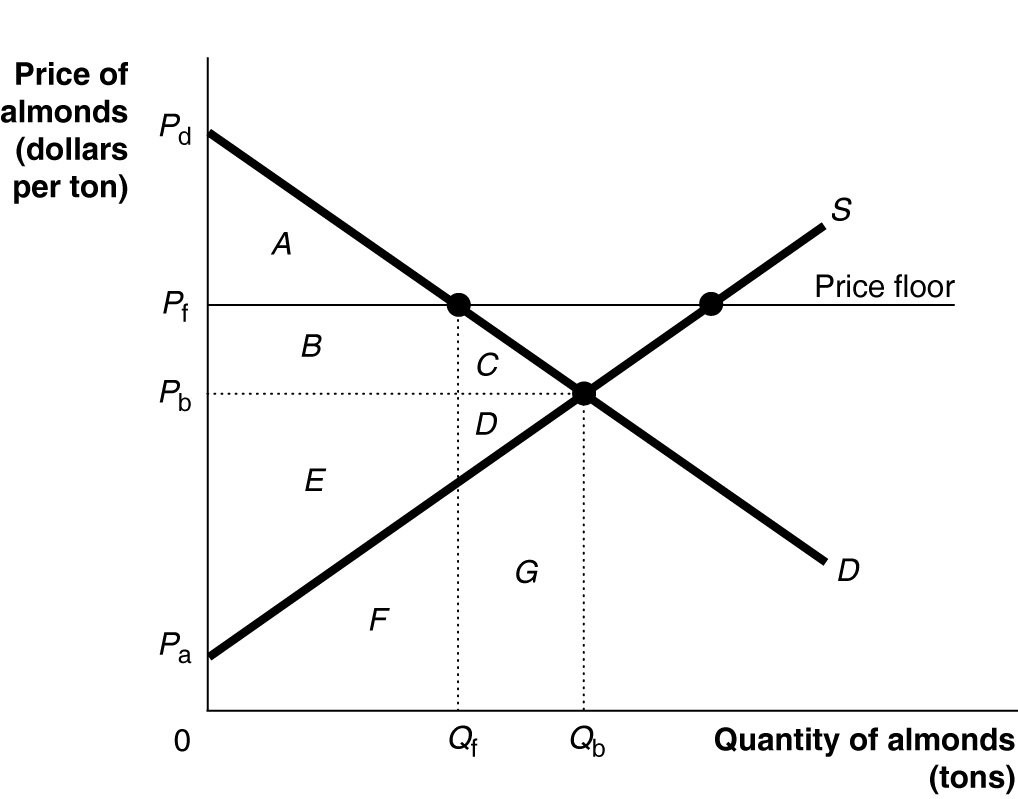 Price of
almonds
(dollars
per ton)
Pd
A
S
Price floor
Pf
B
C
Pb
D
E
G
D
F
Pa
0
Qf
Qb
Quantity of almonds
(tons)